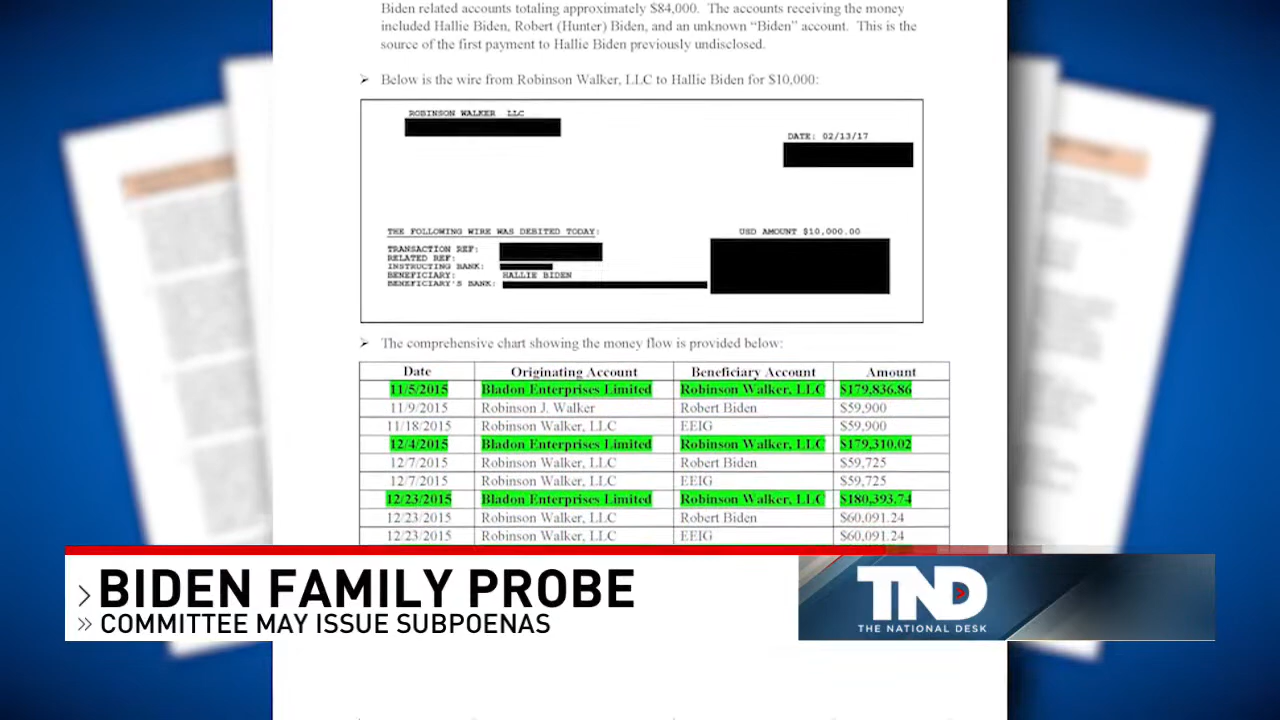 Biden related accounts totaling approximately $84,000. The accounts receiving the money
included Hallie Biden, Robert (Hunter) Biden, and an unknown “Biden” account. This is the
source of the first payment to Hallie Biden previously undisclosed.
➢ Below is the wire from Robinson Walker, LLC to Hallie Biden for $10,000:
ROBINSON WALKER LLC
DATE: 02/13/17
THE FOLLOWING WIRE WAS DEBITED TODAY:
USD AMOUNT $10,000.00
TRANSACTION REF:
RELATED REF:
INSTRUCTING BANK:
BENEFICIARY: HALLIE BIDEN
BENEFICIARY'S BANK:
➢ The comprehensive chart showing the money flow is provided below:
Date Originating Account Beneficiary Account Amount
11/5/2015 Bladon Enterprises Limited Robinson Walker, LLC $179,836.86
11/9/2015 Robinson J. Walker Robert Biden $59,900
11/18/2015 Robinson Walker, LLC EEIG $59,900
12/4/2015 Bladon Enterprises Limited Robinson Walker, LLC $179,310.02
12/7/2015 Robinson Walker, LLC Robert Biden $59,725
12/7/2015 Robinson Walker, LLC EEIG $59,725
12/23/2015 Bladon Enterprises Limited Robinson Walker, LLC $180,393.74
12/23/2015 Robinson Walker, LLC Robert Biden $60,091.24
12/23/2015 Robinson Walker, LLC EEIG $60,091.24
› BIDEN FAMILY PROBE
» COMMITTEE MAY ISSUE SUBPOENAS
TND
THE NATIONAL DESK